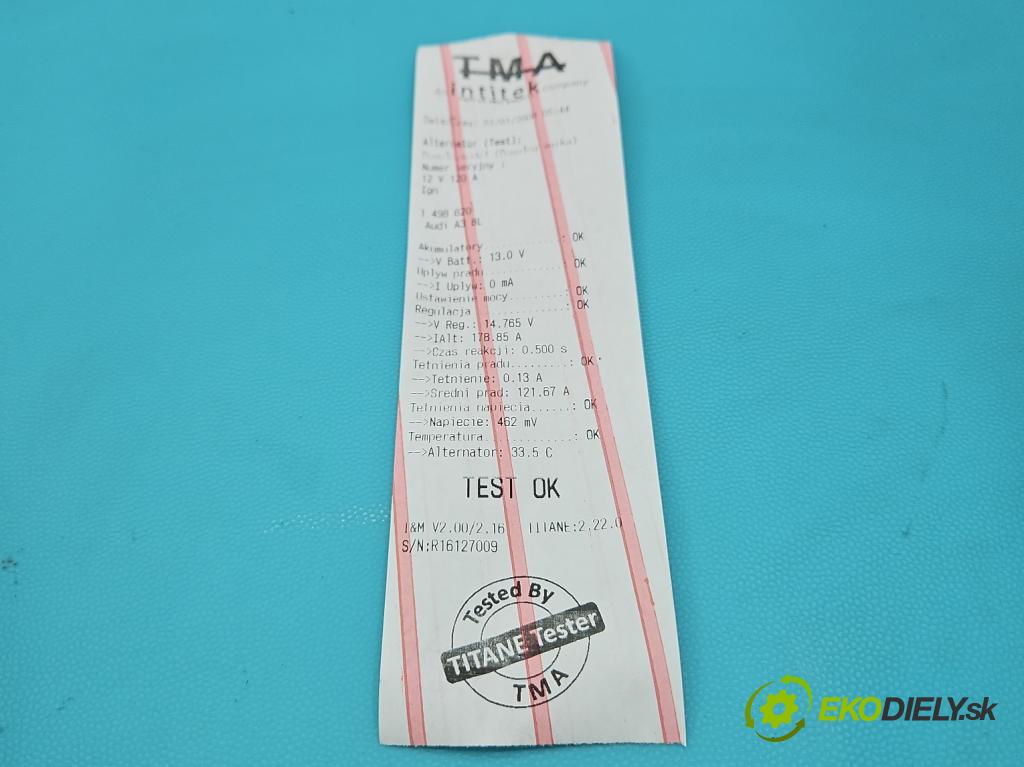 TMA
intitek company
Alternator (Test):
Numer seryjny :
12 V 120 A
Ign
1 498 620
Audi A3 8L
Akumulatory..............: OK
-->V Batt.: 13.0 V
Uplyw pradu..............: OK
-->I Uplyw: 0 mA
Ustawienie mocy.........: OK
Regulacja ..............: OK
-->V Reg.: 14.765 V
-->IAlt: 178.85 A
-->Czas reakcji: 0.500 s
Tetnienia pradu.........: OK
-->Tetnienie: 0.13 A
-->Sredni prad: 121.67 A
Tetnienia napiecia......: OK
-->Napiecie: 462 mV
Temperatura.............: OK
-->Alternator: 33.5 C
TEST OK
I&M V2.00/2.16 TITANE:2.22.0
S/N:R16127009
Tested By
TITANE Tester
TMA
EKODIELY.sk